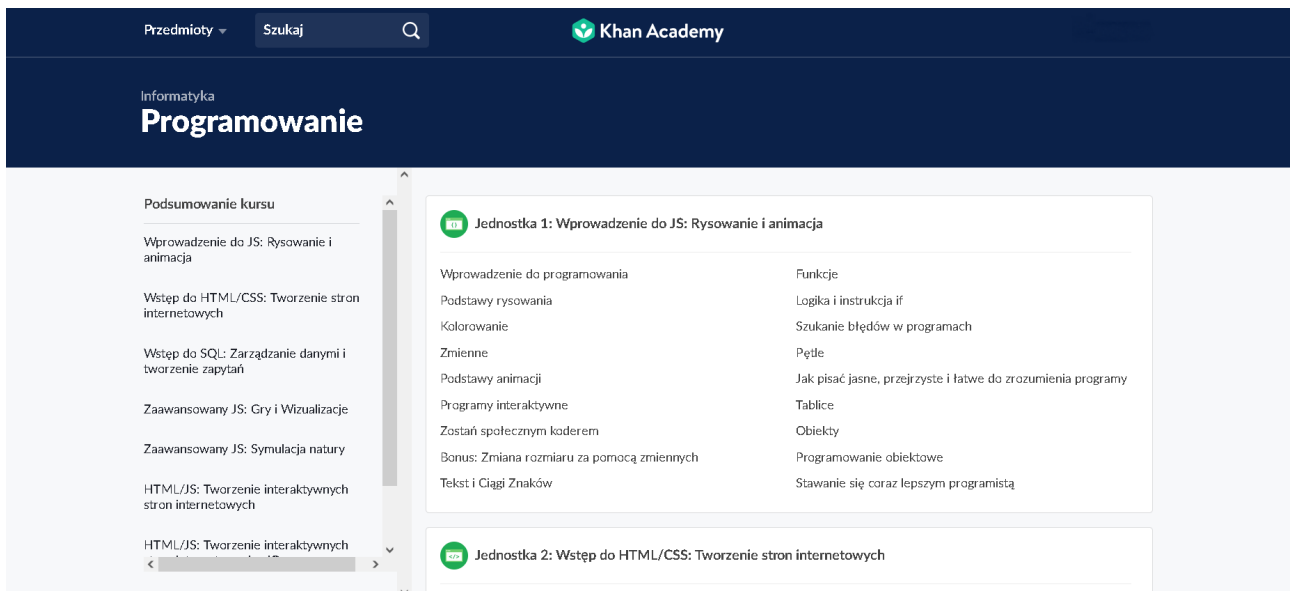 Przedmioty
Szukaj
Khan Academy
Informatyka
Programowanie
Podsumowanie kursu
Wprowadzenie do JS: Rysowanie i
animacja
Wstęp do HTML/CSS: Tworzenie stron
internetowych
Wstęp do SQL: Zarządzanie danymi i
tworzenie zapytań
Zaawansowany JS: Gry i Wizualizacje
Zaawansowany JS: Symulacja natury
HTML/JS: Tworzenie interaktywnych
stron internetowych
HTML/JS: Tworzenie interaktywnych
Jednostka 1: Wprowadzenie do JS: Rysowanie i animacja
Wprowadzenie do programowania
Podstawy rysowania
Kolorowanie
Zmienne
Podstawy animacji
Programy interaktywne
Zostań społecznym koderem
Bonus: Zmiana rozmiaru za pomocą zmiennych
Tekst i Ciągi Znaków
Funkcje
Logika i instrukcja if
Szukanie błędów w programach
Pętle
Jak pisać jasne, przejrzyste i łatwe do zrozumienia programy
Tablice
Obiekty
Programowanie obiektowe
Stawanie się coraz lepszym programistą
Jednostka 2: Wstęp do HTML/CSS: Tworzenie stron internetowych